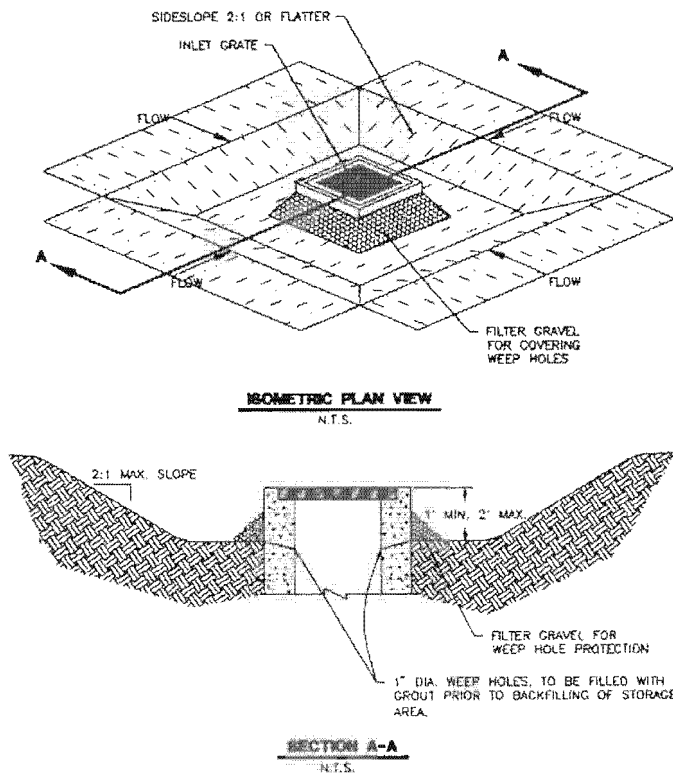 SIDESLOPE 2:1 OR FLATTER
INLET GRATE
A
FLOW
FLOW
A
FLOW
FLOW
FILTER GRAVEL
FOR COVERING
WEEP HOLES
ISOMETRIC PLAN VIEW
N.T.S.
2:1 MAX. SLOPE
1' MIN, 2' MAX.
FILTER GRAVEL FOR
WEEP HOLE PROTECTION
1" DIA. WEEP HOLES, TO BE FILLED WITH
GROUT PRIOR TO BACKFILLING OF STORAGE
AREA.
SECTION A-A
N.T.S.